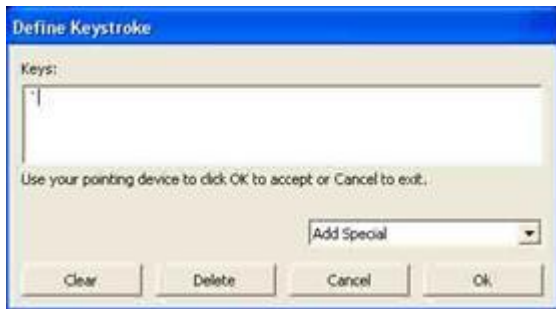 Define Keystroke
Keys:
`
Use your pointing device to click OK to accept or Cancel to exit.
Add Special
Clear Delete Cancel Ok